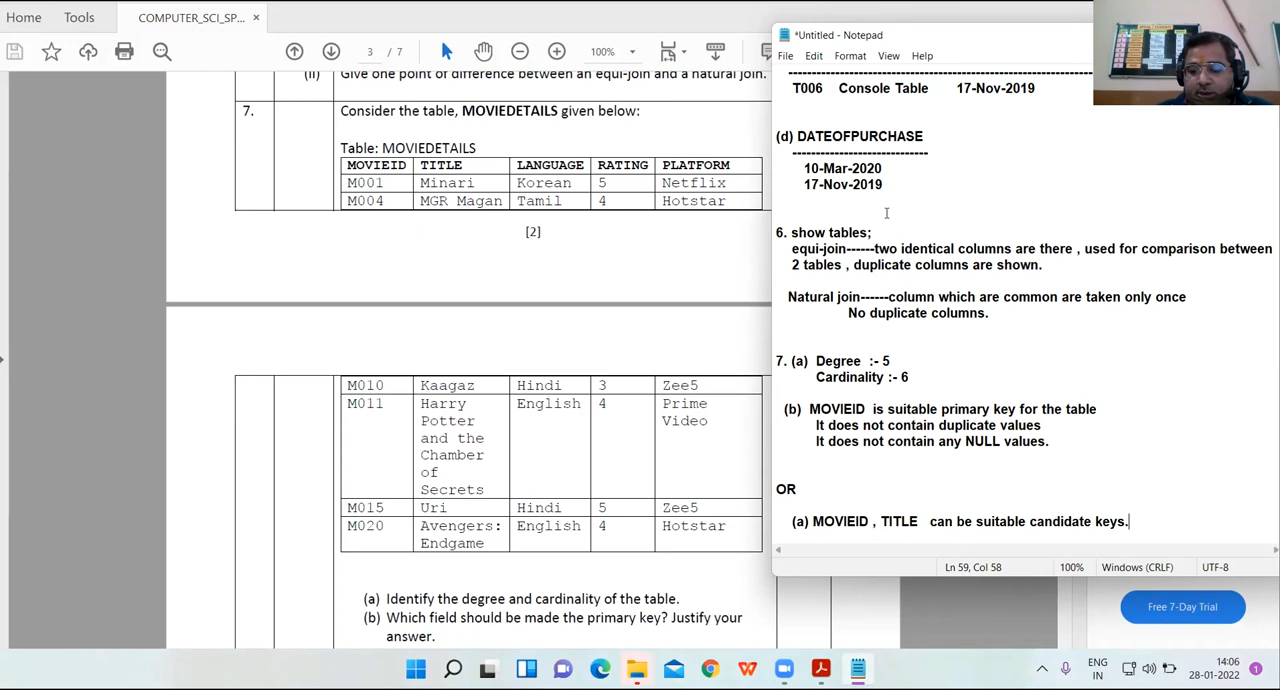 Home Tools COMPUTER_SCI_SP... ×
3 / 7 100%
(ii) Give one point of difference between an equi-join and a natural join.
7. Consider the table, MOVIEDETAILS given below:
Table: MOVIEDETAILS
MOVIEID TITLE LANGUAGE RATING PLATFORM
M001 Minari Korean 5 Netflix
M004 MGR Magan Tamil 4 Hotstar
[2]
M010 Kaagaz Hindi 3 Zee5
M011 Harry Potter and the Chamber of Secrets English 4 Prime Video
M015 Uri Hindi 5 Zee5
M020 Avengers: Endgame English 4 Hotstar
(a) Identify the degree and cardinality of the table.
(b) Which field should be made the primary key? Justify your
answer.
*Untitled - Notepad
File Edit Format View Help
T006 Console Table 17-Nov-2019
(d) DATEOFPURCHASE
----------------------------
10-Mar-2020
17-Nov-2019
6. show tables;
equi-join------two identical columns are there , used for comparison between
2 tables , duplicate columns are shown.
Natural join------column which are common are taken only once
No duplicate columns.
7. (a) Degree :- 5
Cardinality :- 6
(b) MOVIEID is suitable primary key for the table
It does not contain duplicate values
It does not contain any NULL values.
OR
(a) MOVIEID , TITLE can be suitable candidate keys.
Ln 59, Col 58 100% Windows (CRLF) UTF-8
Free 7-Day Trial
ENG
IN
14:06
28-01-2022
1